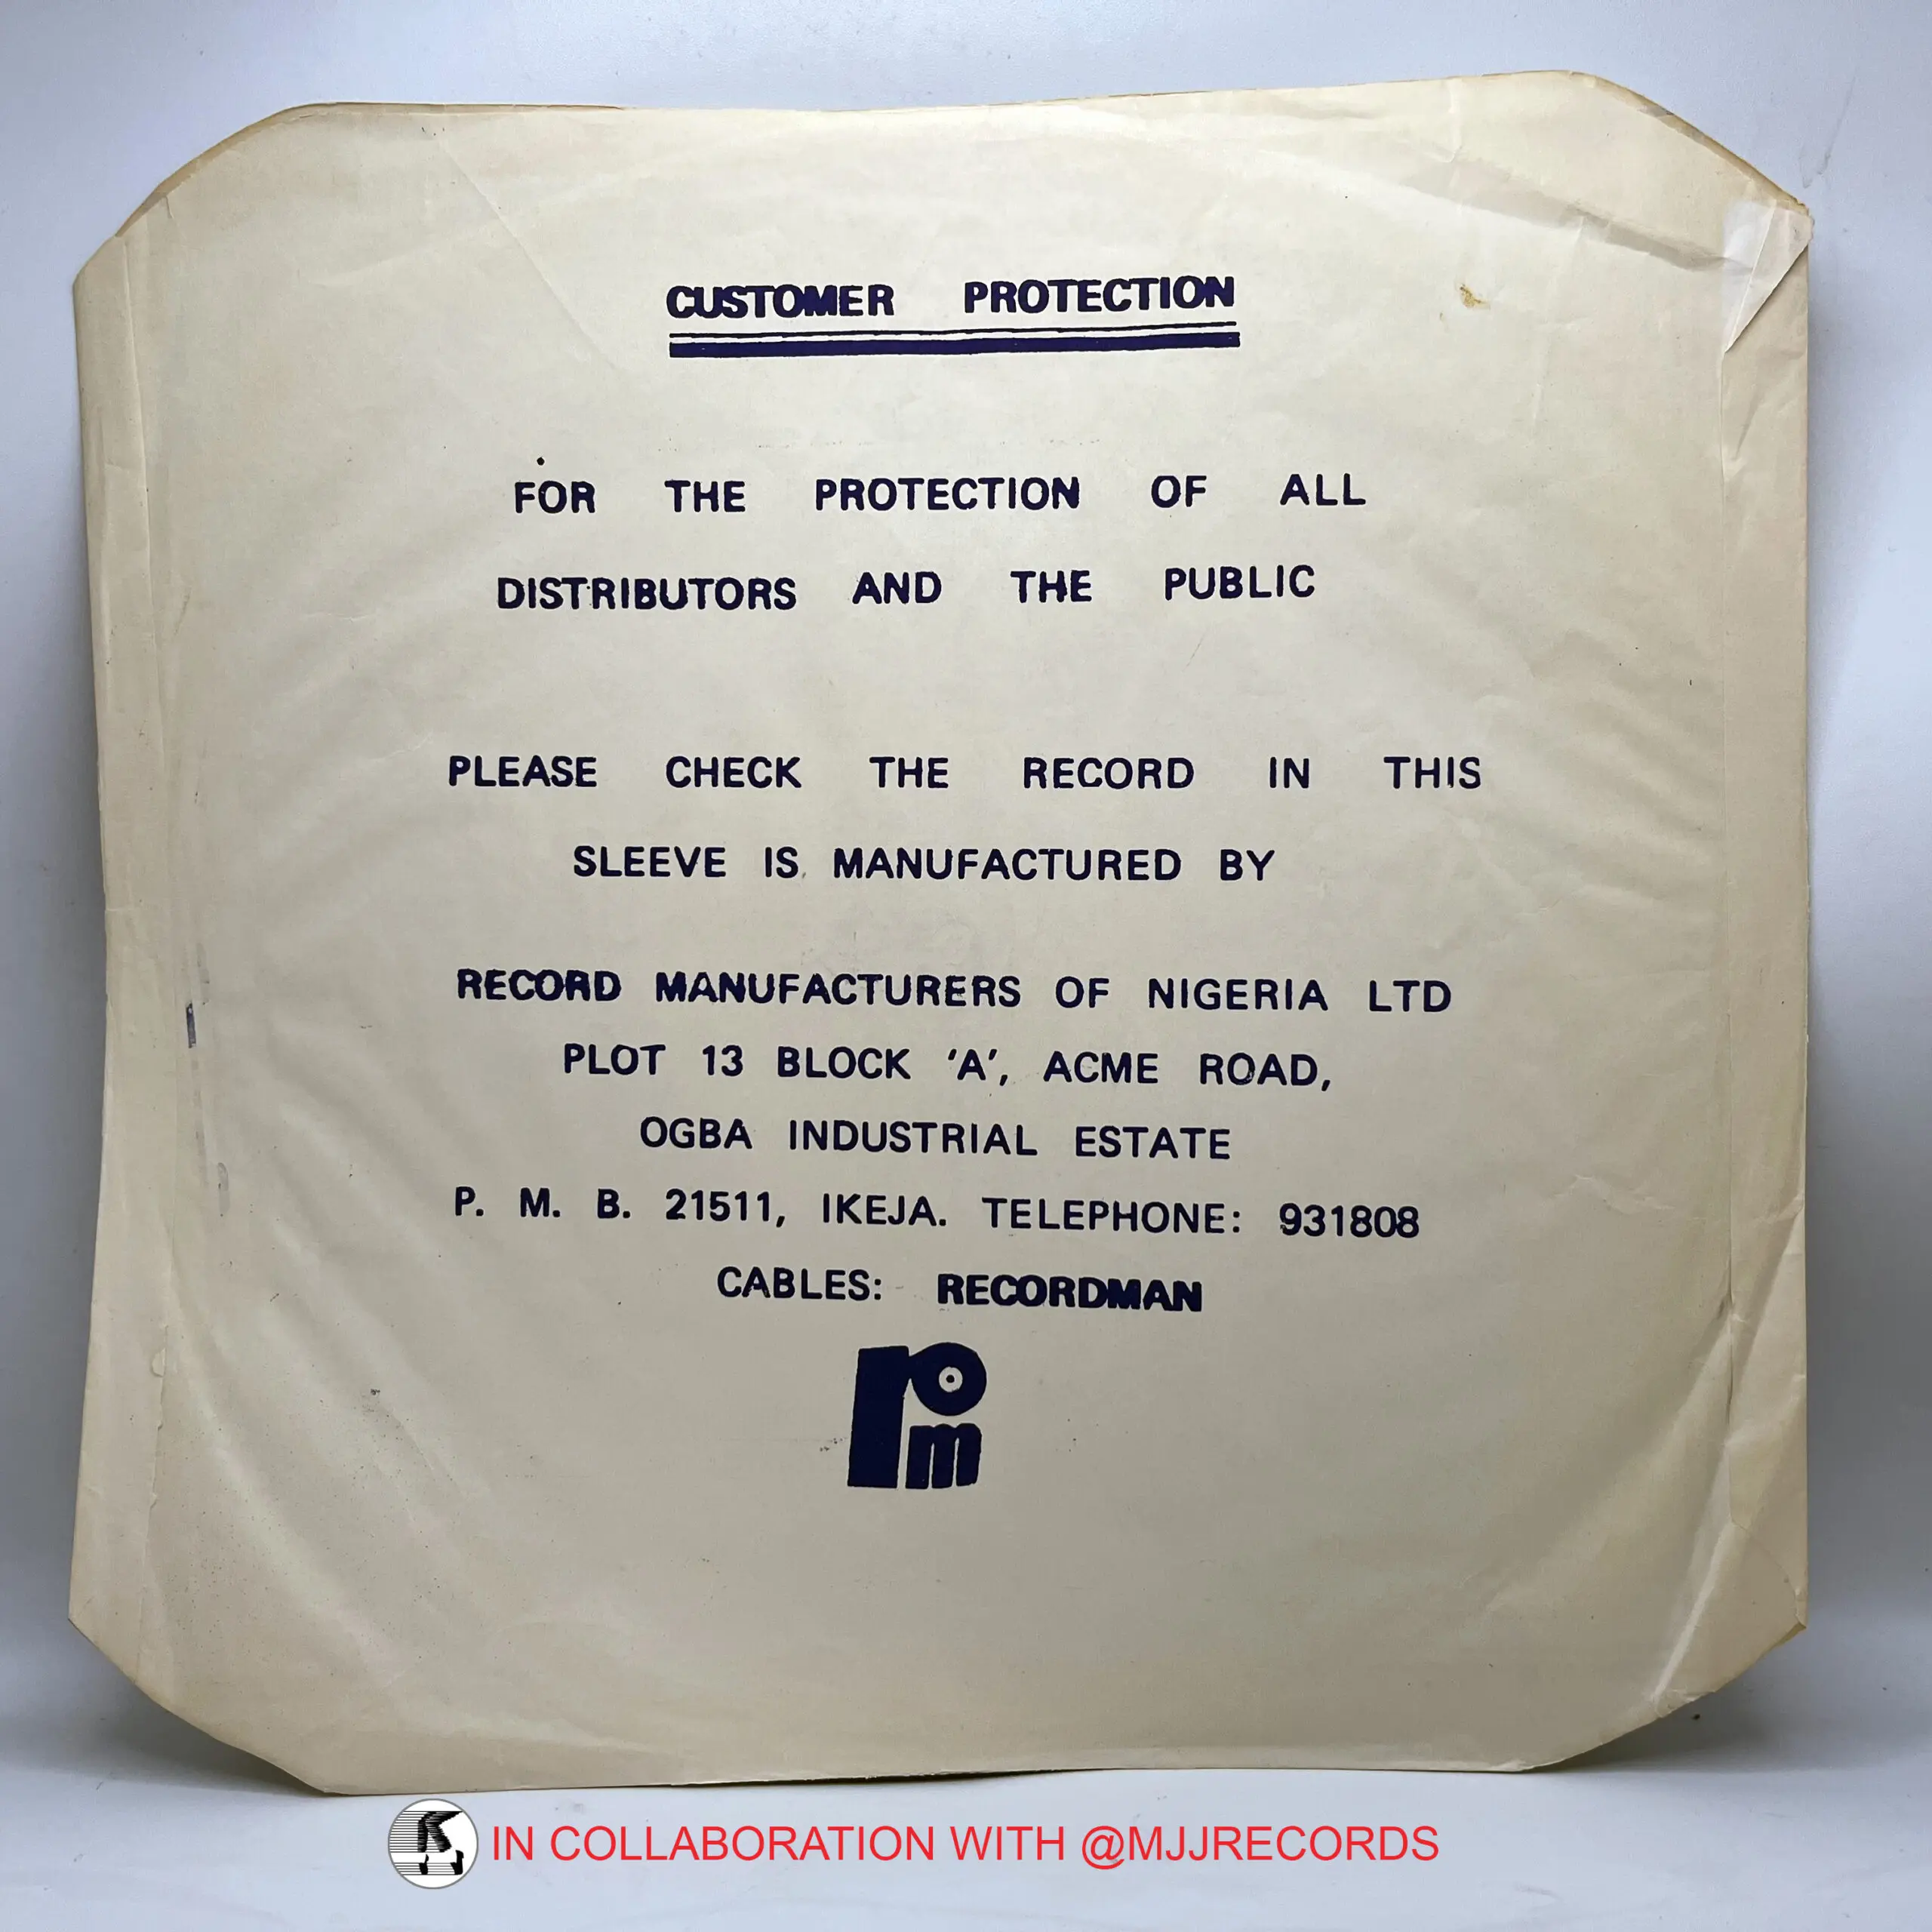 CUSTOMER PROTECTION
FOR THE PROTECTION OF ALL
DISTRIBUTORS AND THE PUBLIC
PLEASE CHECK THE RECORD IN THIS
SLEEVE IS MANUFACTURED BY
RECORD MANUFACTURERS OF NIGERIA LTD
PLOT 13 BLOCK 'A', ACME ROAD,
OGBA INDUSTRIAL ESTATE
P. M. B. 21511, IKEJA. TELEPHONE: 931808
CABLES: RECORDMAN
rom
IN COLLABORATION WITH @MJJRECORDS